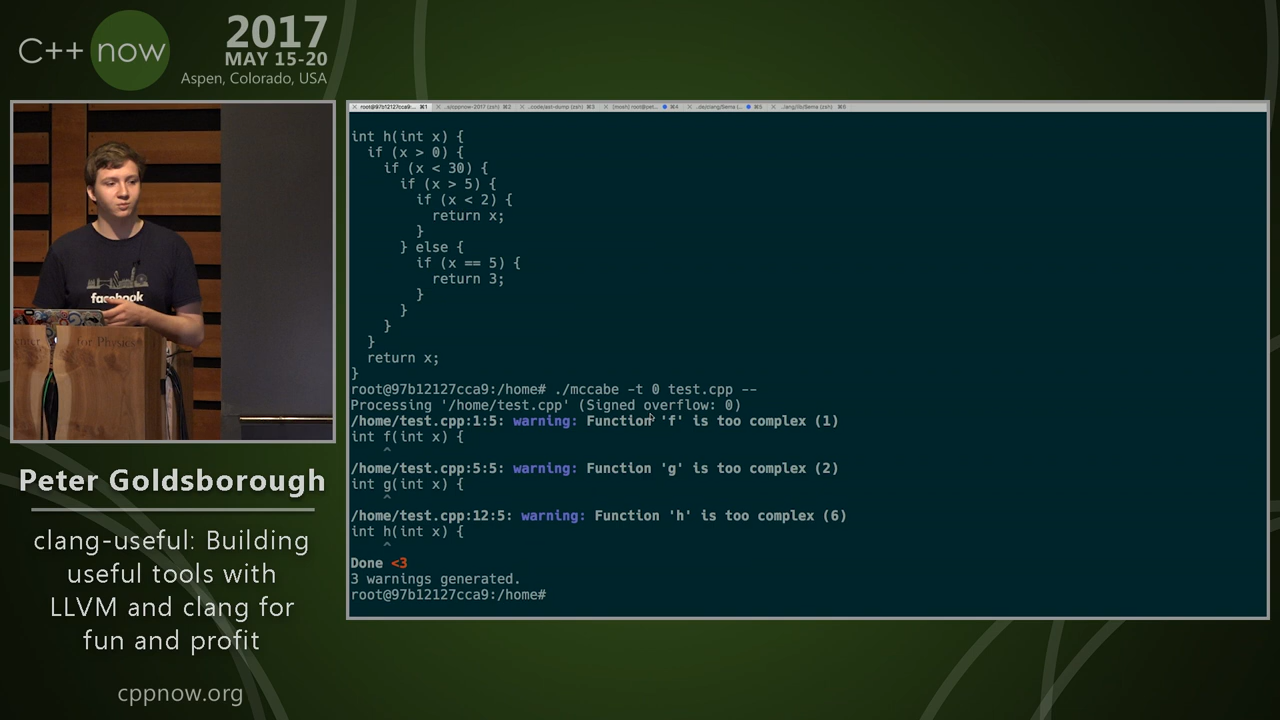 C++ now
2017
MAY 15-20
Aspen, Colorado, USA
facebook
for Physics
Peter Goldsborough
clang-useful: Building
useful tools with
LLVM and clang for
fun and profit
cppnow.org
int h(int x) {
if (x > 0) {
if (x < 30) {
if (x > 5) {
if (x < 2) {
return x;
}
} else {
if (x == 5) {
return 3;
}
}
}
}
return x;
}
root@97b12127cca9:/home# ./mccabe -t 0 test.cpp --
Processing '/home/test.cpp' (Signed overflow: 0)
/home/test.cpp:1:5: warning: Function 'f' is too complex (1)
int f(int x) {
^
/home/test.cpp:5:5: warning: Function 'g' is too complex (2)
int g(int x) {
^
/home/test.cpp:12:5: warning: Function 'h' is too complex (6)
int h(int x) {
^
Done <3
3 warnings generated.
root@97b12127cca9:/home#